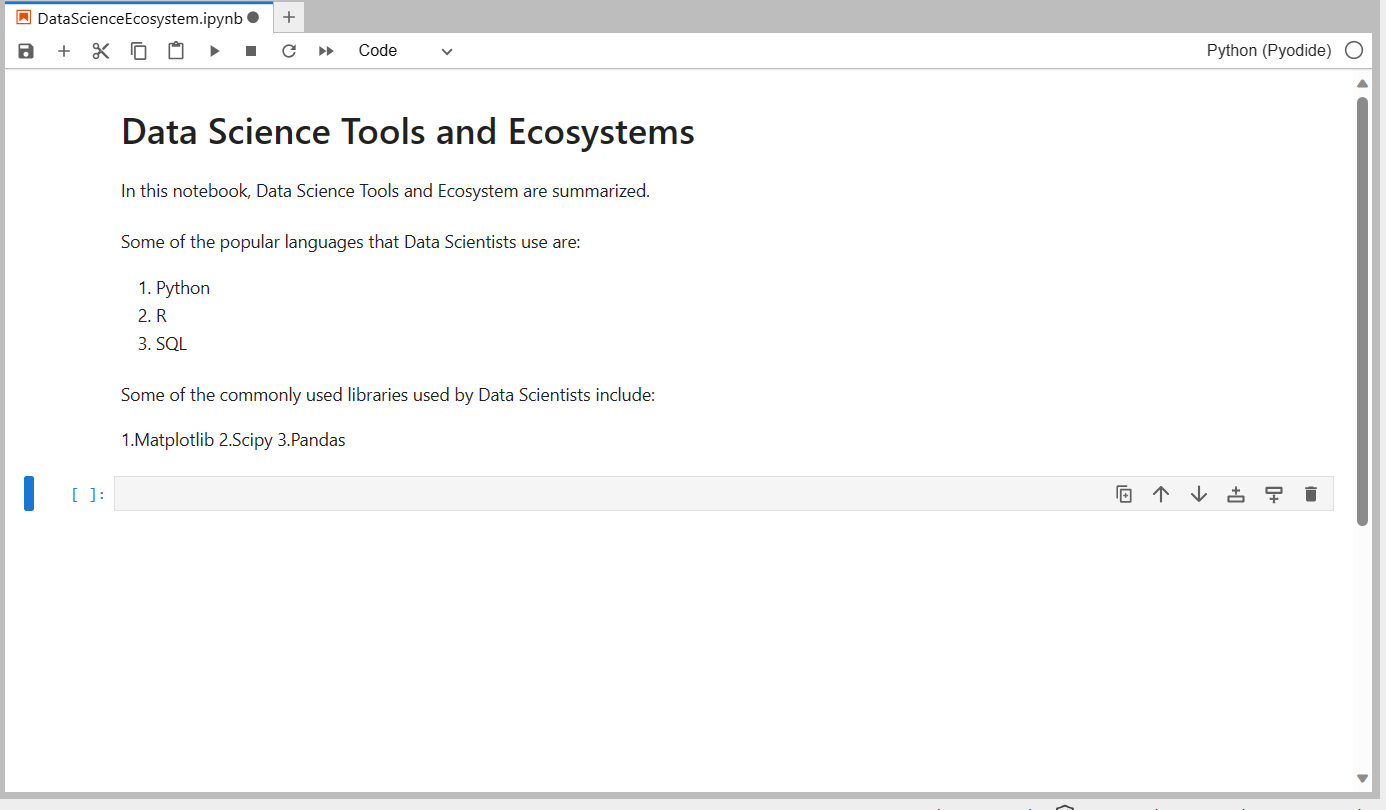 DataScienceEcosystem.ipynb
Code
Python (Pyodide)
Data Science Tools and Ecosystems
In this notebook, Data Science Tools and Ecosystem are summarized.
Some of the popular languages that Data Scientists use are:
1. Python
2. R
3. SQL
Some of the commonly used libraries used by Data Scientists include:
1.Matplotlib 2.Scipy 3.Pandas
[ ]: